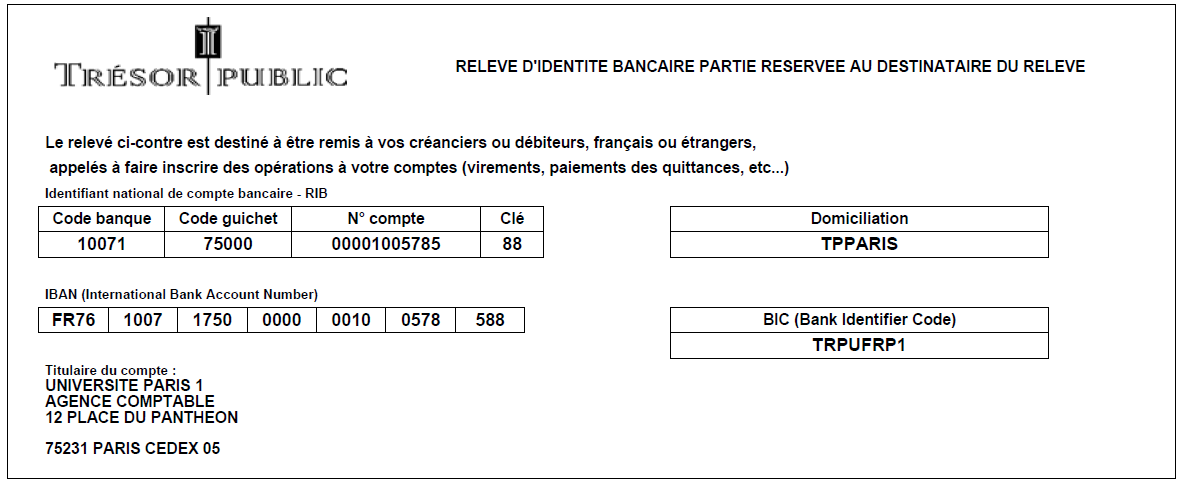 TRÉSOR PUBLIC
RELEVE D'IDENTITE BANCAIRE PARTIE RESERVEE AU DESTINATAIRE DU RELEVE
Le relevé ci-contre est destiné à être remis à vos créanciers ou débiteurs, français ou étrangers,
appelés à faire inscrire des opérations à votre comptes (virements, paiements des quittances, etc...)
Identifiant national de compte bancaire - RIB
Code banque Code guichet N° compte Clé
10071 75000 00001005785 88
Domiciliation
TPPARIS
IBAN (International Bank Account Number)
FR76 1007 1750 0000 0010 0578 588
BIC (Bank Identifier Code)
TRPUFRP1
Titulaire du compte :
UNIVERSITE PARIS 1
AGENCE COMPTABLE
12 PLACE DU PANTHEON
75231 PARIS CEDEX 05